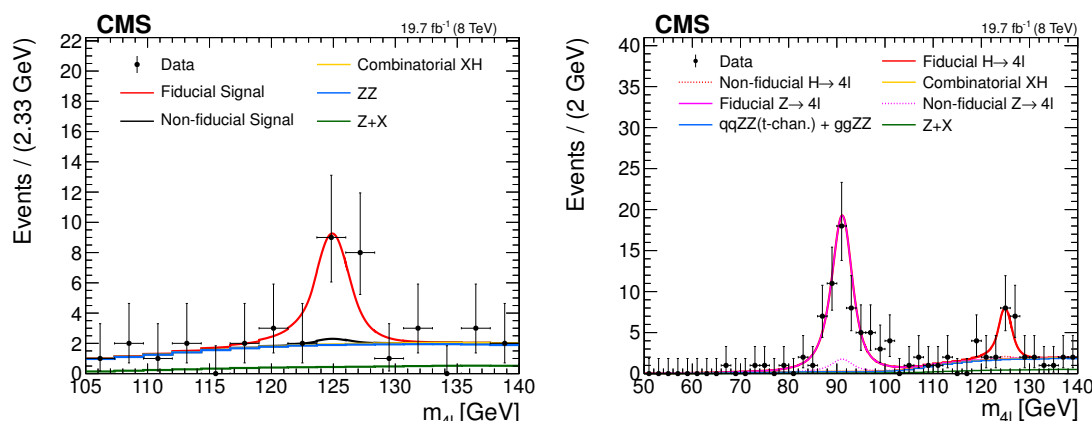 CMS
19.7 fb⁻¹ (8 TeV)
Events / (2.33 GeV)
22
20
18
16
14
12
10
8
6
4
2
0
Data
Fiducial Signal
Non-fiducial Signal
Combinatorial XH
ZZ
Z+X
105 110 115 120 125 130 135 140
m4l [GeV]
CMS
19.7 fb⁻¹ (8 TeV)
Events / (2 GeV)
40
35
30
25
20
15
10
5
0
Data
Fiducial H→ 4l
Non-fiducial H→ 4l
Combinatorial XH
Fiducial Z→ 4l
Non-fiducial Z→ 4l
qqZZ(t-chan.) + ggZZ
Z+X
50 60 70 80 90 100 110 120 130 140
m4l [GeV]